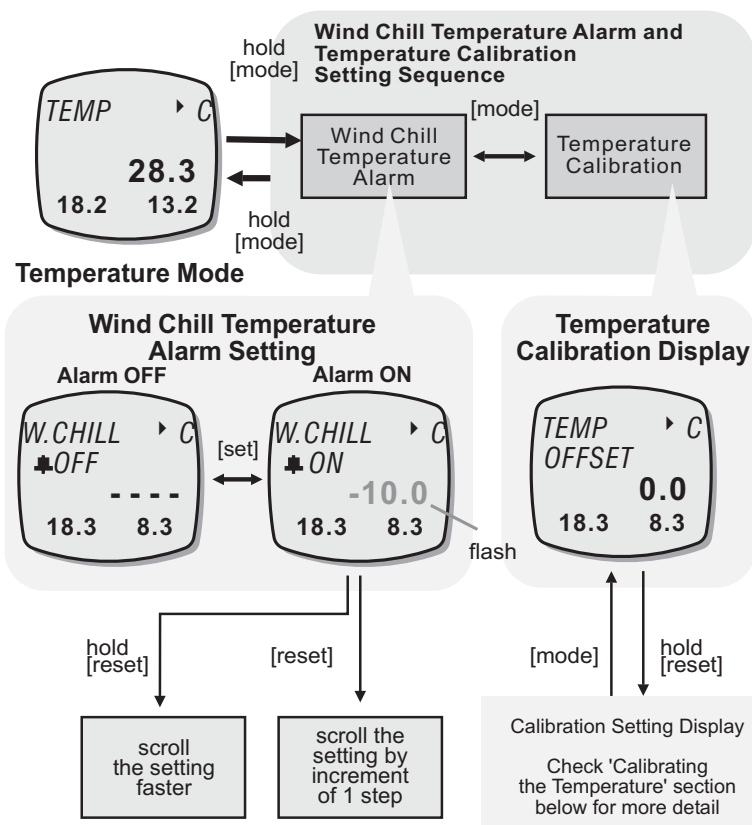 Wind Chill Temperature Alarm and
Temperature Calibration
Setting Sequence
hold
[mode]
TEMP ▸ C
28.3
18.2 13.2
Wind Chill
Temperature
Alarm
[mode]
Temperature
Calibration
hold
[mode]
Temperature Mode
Wind Chill Temperature
Alarm Setting
Alarm OFF
Alarm ON
W.CHILL ▸ C
OFF
----
18.3 8.3
[set]
W.CHILL ▸ C
ON
-10.0
18.3 8.3
flash
Temperature
Calibration Display
TEMP ▸ C
OFFSET
0.0
18.3 8.3
hold
[reset]
[reset]
[mode]
hold
[reset]
scroll
the setting
faster
scroll the
setting by
increment
of 1 step
Calibration Setting Display
Check 'Calibrating
the Temperature' section
below for more detail